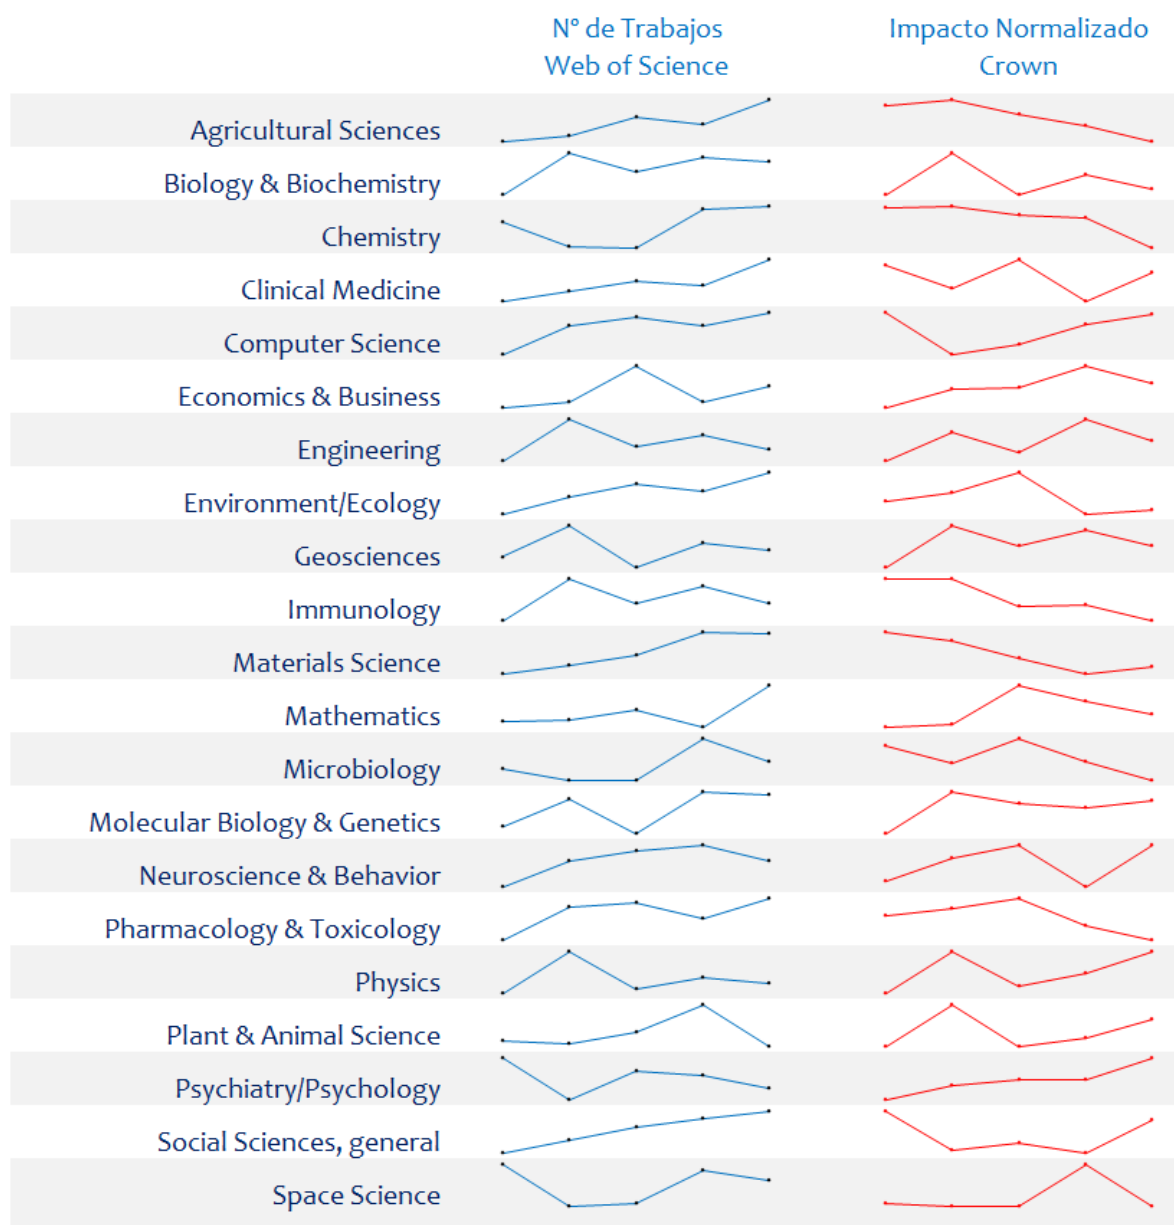 N° de Trabajos
Web of Science
Impacto Normalizado
Crown
Agricultural Sciences
Biology & Biochemistry
Chemistry
Clinical Medicine
Computer Science
Economics & Business
Engineering
Environment/Ecology
Geosciences
Immunology
Materials Science
Mathematics
Microbiology
Molecular Biology & Genetics
Neuroscience & Behavior
Pharmacology & Toxicology
Physics
Plant & Animal Science
Psychiatry/Psychology
Social Sciences, general
Space Science